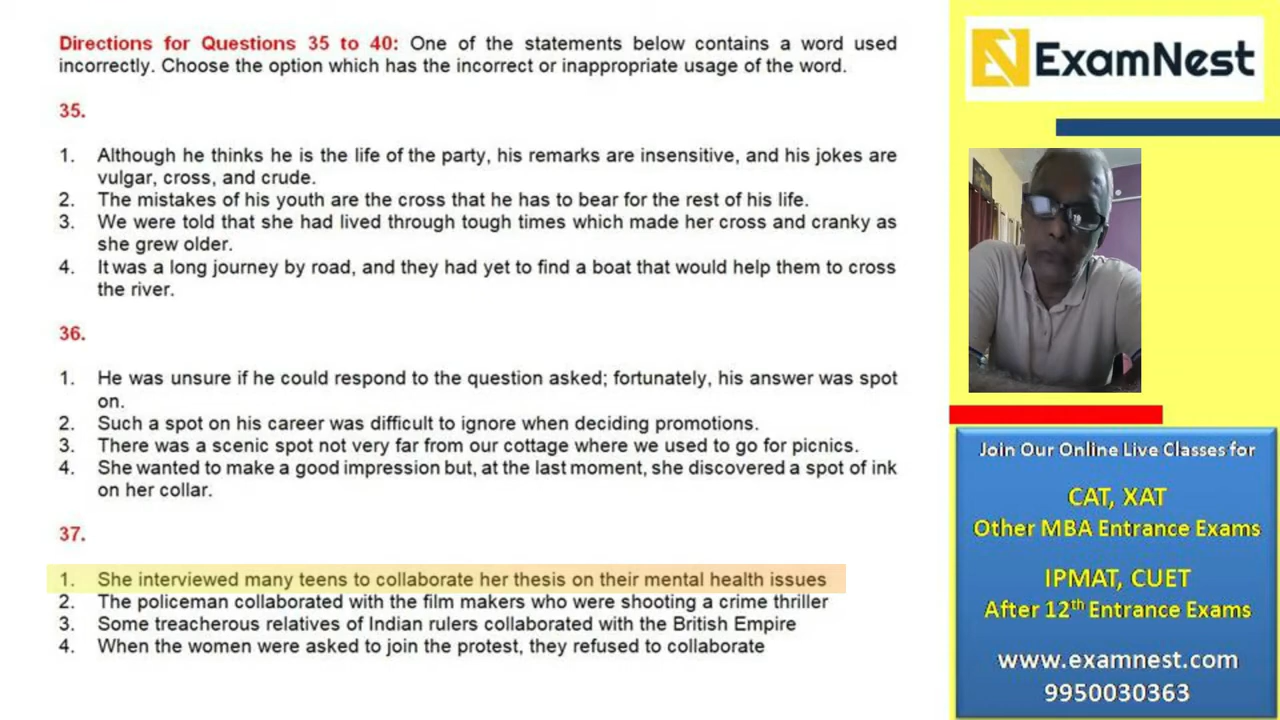 Directions for Questions 35 to 40: One of the statements below contains a word used
incorrectly. Choose the option which has the incorrect or inappropriate usage of the word.
35.
1. Although he thinks he is the life of the party, his remarks are insensitive, and his jokes are
vulgar, cross, and crude.
2. The mistakes of his youth are the cross that he has to bear for the rest of his life.
3. We were told that she had lived through tough times which made her cross and cranky as
she grew older.
4. It was a long journey by road, and they had yet to find a boat that would help them to cross
the river.
36.
1. He was unsure if he could respond to the question asked; fortunately, his answer was spot
on.
2. Such a spot on his career was difficult to ignore when deciding promotions.
3. There was a scenic spot not very far from our cottage where we used to go for picnics.
4. She wanted to make a good impression but, at the last moment, she discovered a spot of ink
on her collar.
37.
1. She interviewed many teens to collaborate her thesis on their mental health issues
2. The policeman collaborated with the film makers who were shooting a crime thriller
3. Some treacherous relatives of Indian rulers collaborated with the British Empire
4. When the women were asked to join the protest, they refused to collaborate
ExamNest
Join Our Online Live Classes for
CAT, XAT
Other MBA Entrance Exams
IPMAT, CUET
After 12th Entrance Exams
www.examnest.com
9950030363